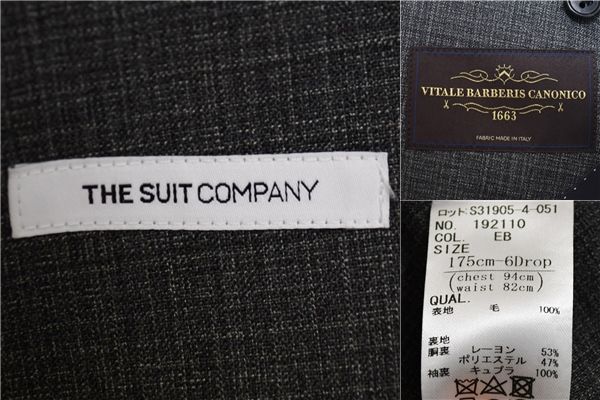 THE SUIT COMPANY
VITALE BARBERIS CANONICO
1663
FABRIC MADE IN ITALY
ロット:S31905-4-051
NO. 192110
COL. EB
SIZE
175cm-6Drop
(chest 94cm)
(waist 82cm)
QUAL.
表地 毛 100%
裏地
胴裏 レーヨン 53%
ポリエステル 47%
袖裏 キュプラ 100%